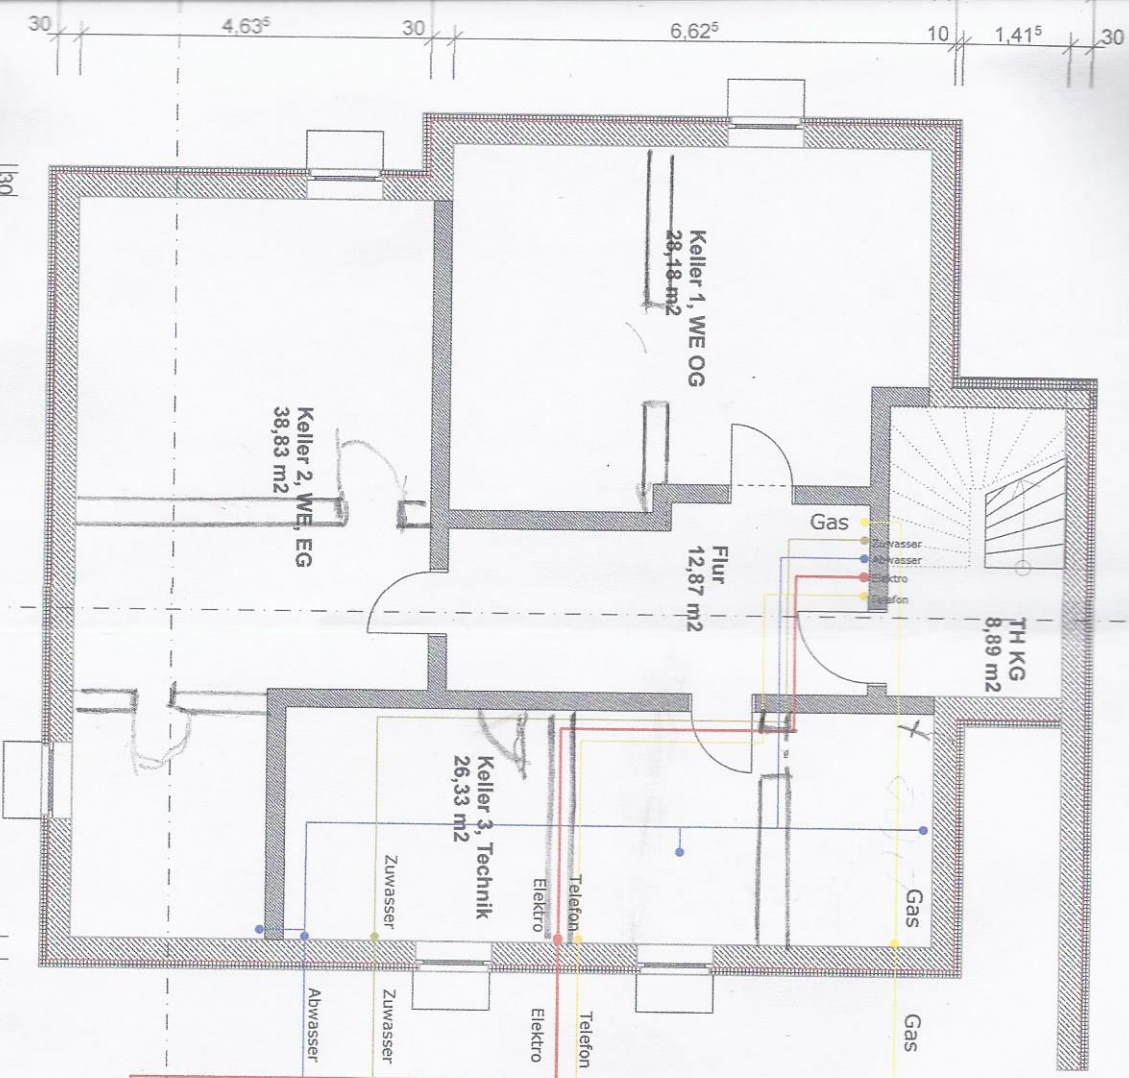 30
4,63⁵
30
6,62⁵
10
1,41⁵
30
30
Keller 1, WE OG
28,18 m2
Keller 2, WE, EG
38,83 m2
Gas
Zuwasser
Abwasser
Elektro
Telefon
Flur
12,87 m2
TH KG
8,89 m2
Keller 3, Technik
26,33 m2
Zuwasser
Elektro
Telefon
Gas
Abwasser
Zuwasser
Elektro
Telefon
Gas